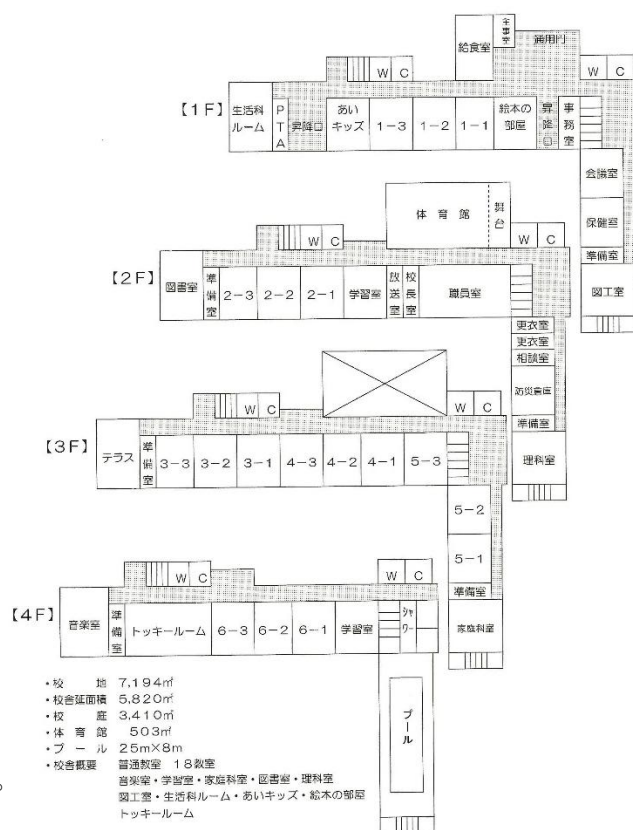 主事室
給食室
通用門
W C
W C
【1F】
生活科ルーム
PTA
昇降口
あいキッズ
1-3
1-2
1-1
絵本の部屋
昇降口
事務室
会議室
保健室
準備室
図工室
体育館
舞台
W C
W C
【2F】
図書室
準備室
2-3
2-2
2-1
学習室
放送室
校長室
職員室
更衣室
更衣室
相談室
防災倉庫
準備室
理科室
W C
W C
【3F】
テラス
準備室
3-3
3-2
3-1
4-3
4-2
4-1
5-3
5-2
5-1
準備室
家庭科室
W C
W C
【4F】
音楽室
準備室
トッキールーム
6-3
6-2
6-1
学習室
シャワー
プール
・校　　地　7,194㎡
・校舎延面積　5,820㎡
・校　　庭　3,410㎡
・体 育 館　503㎡
・プ ー ル　25m×8m
・校舎概要　普通教室　18教室
音楽室・学習室・家庭科室・図書室・理科室
図工室・生活科ルーム・あいキッズ・絵本の部屋
トッキールーム
。